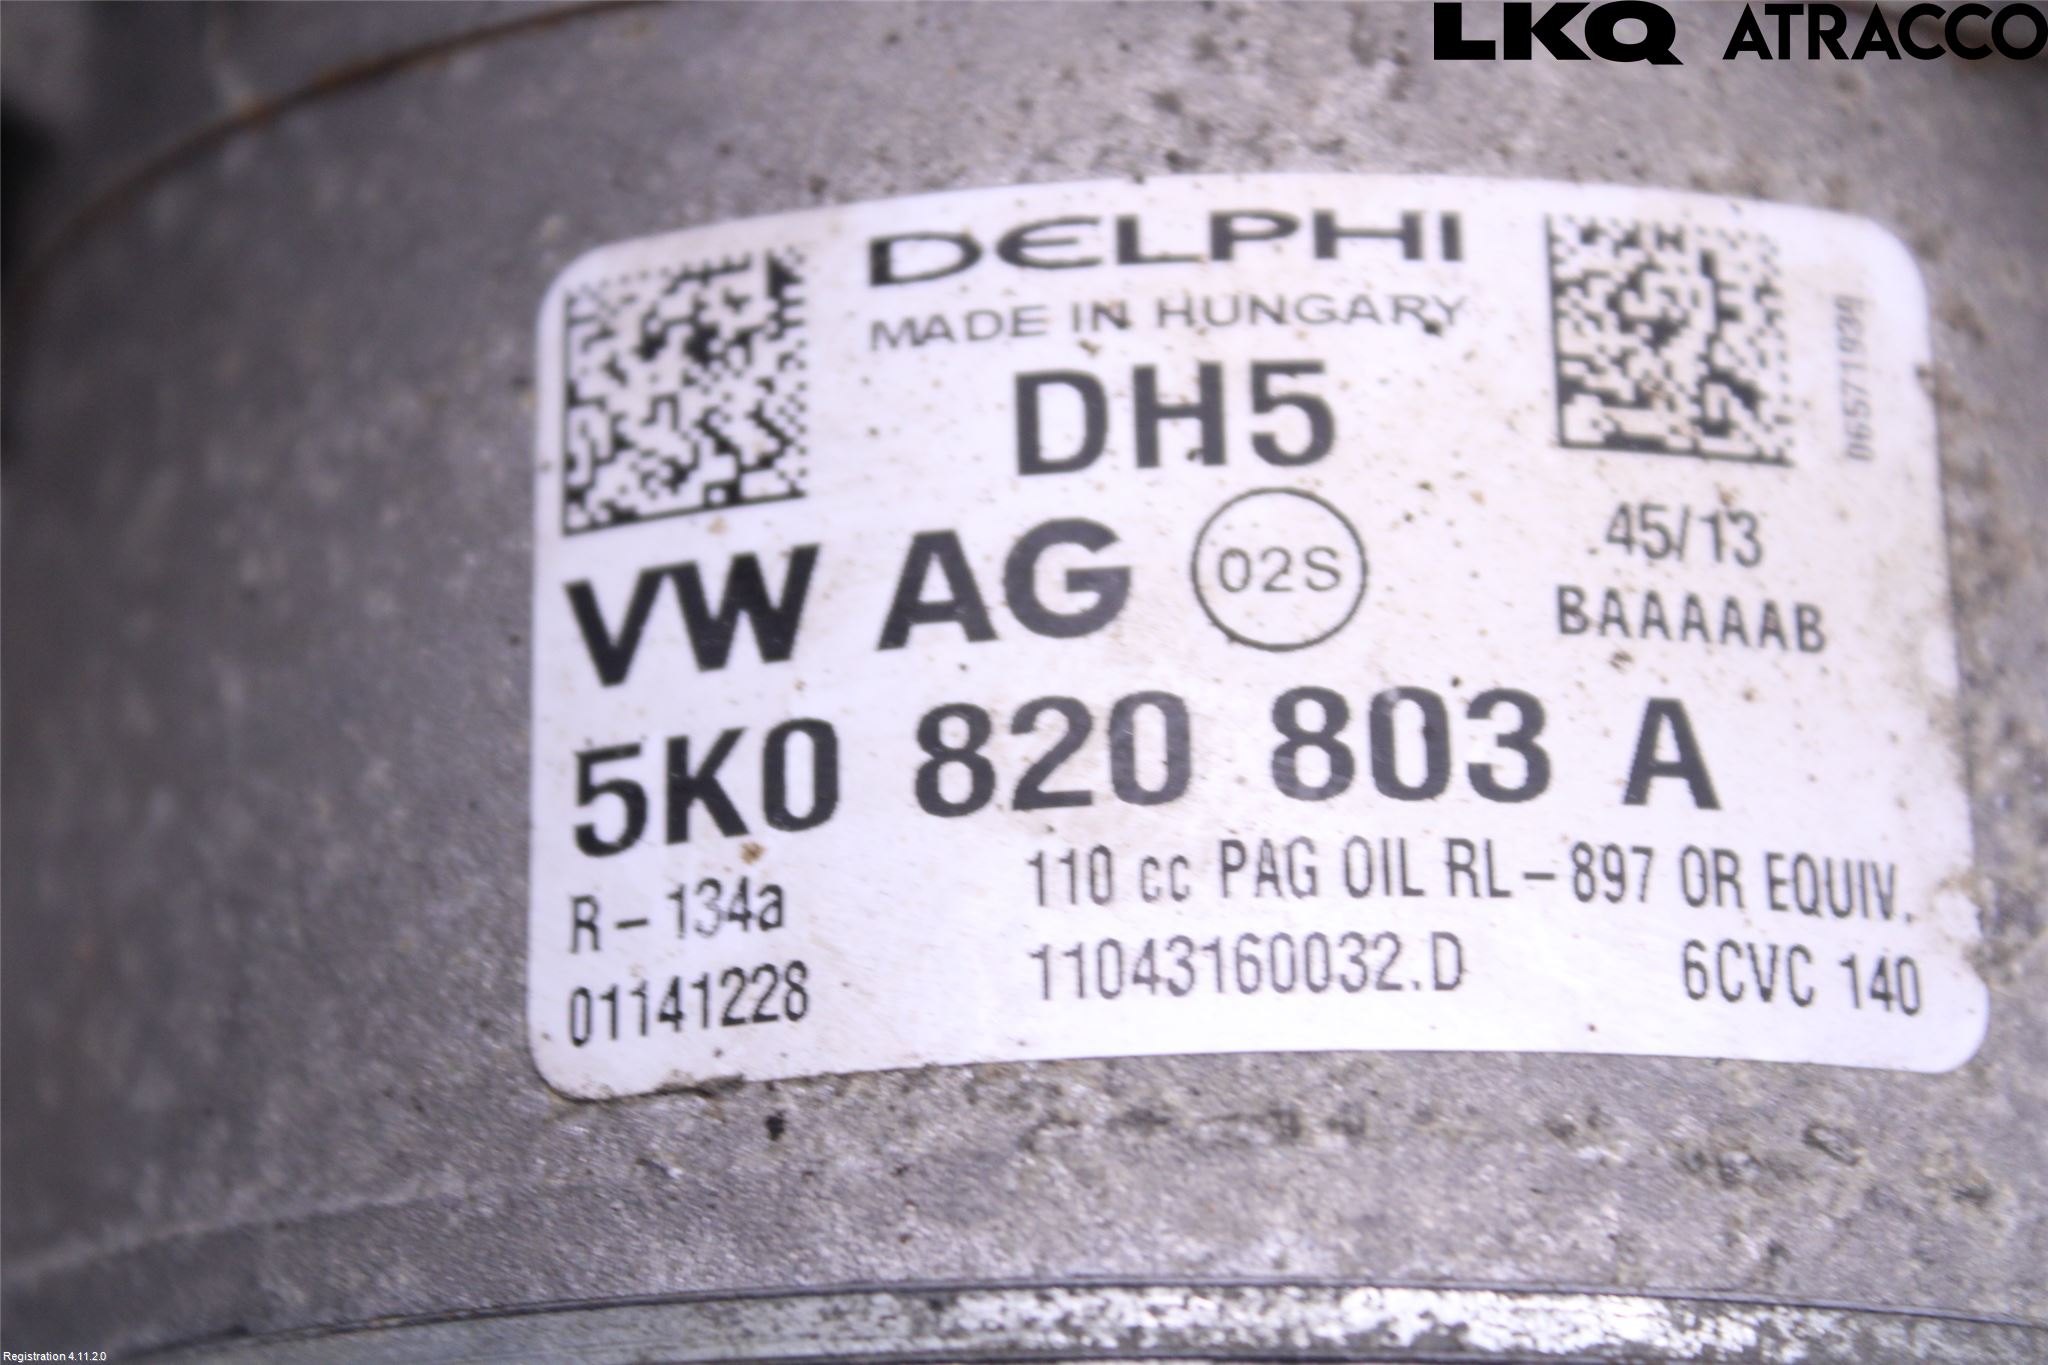 LKQ ATRACCO
DELPHI
MADE IN HUNGARY
DH5
06571934
VW AG
02S
45/13
BAAAAAB
5K0 820 803 A
R-134a
110 cc PAG OIL RL-897 OR EQUIV.
01141228
11043160032.D
6CVC 140
Registration 4.11.2.0